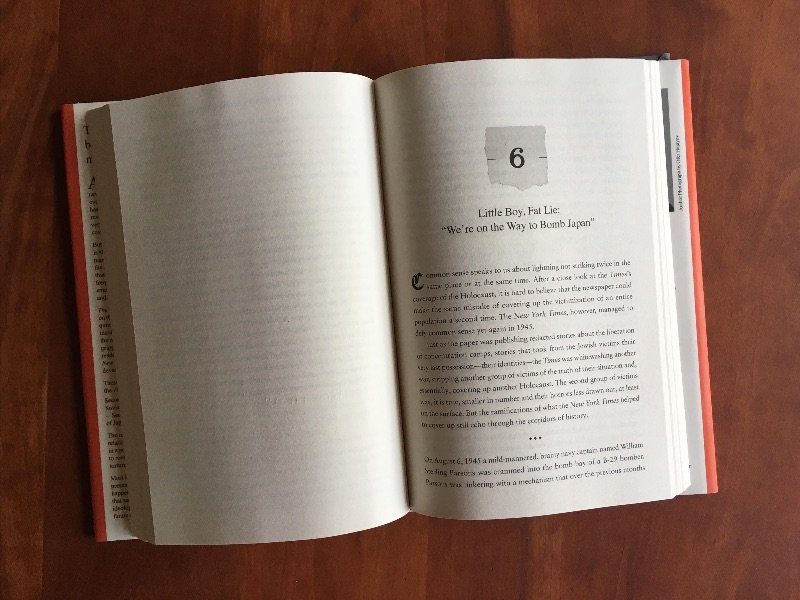 6
Little Boy, Fat Lie:
“We’re on the Way to Bomb Japan”
Common sense speaks to us about lightning not striking twice in the
same place or at the same time. After a close look at the Times’s
coverage of the Holocaust, it is hard to believe that the newspaper could
make the same mistake of covering up the victimization of an entire
population a second time. The New York Times, however, managed to
defy common sense yet again in 1945.
Just as the paper was publishing redacted stories about the liberation
of concentration camps, stories that took from the Jewish victims their
very last possession—their identities—the Times was whitewashing another
war, stripping another group of victims of the truth of their situation and,
essentially, covering up another Holocaust. The second group of victims
was, it is true, smaller in number and their horrors less drawn out, at least
on the surface. But the ramifications of what the New York Times helped
to cover up still echo through the corridors of history.
•••
On August 6, 1945 a mild-mannered, brainy navy captain named William
Sterling Parsons was crammed into the bomb bay of a B-29 bomber.
Parsons was tinkering with a mechanism that over the previous months